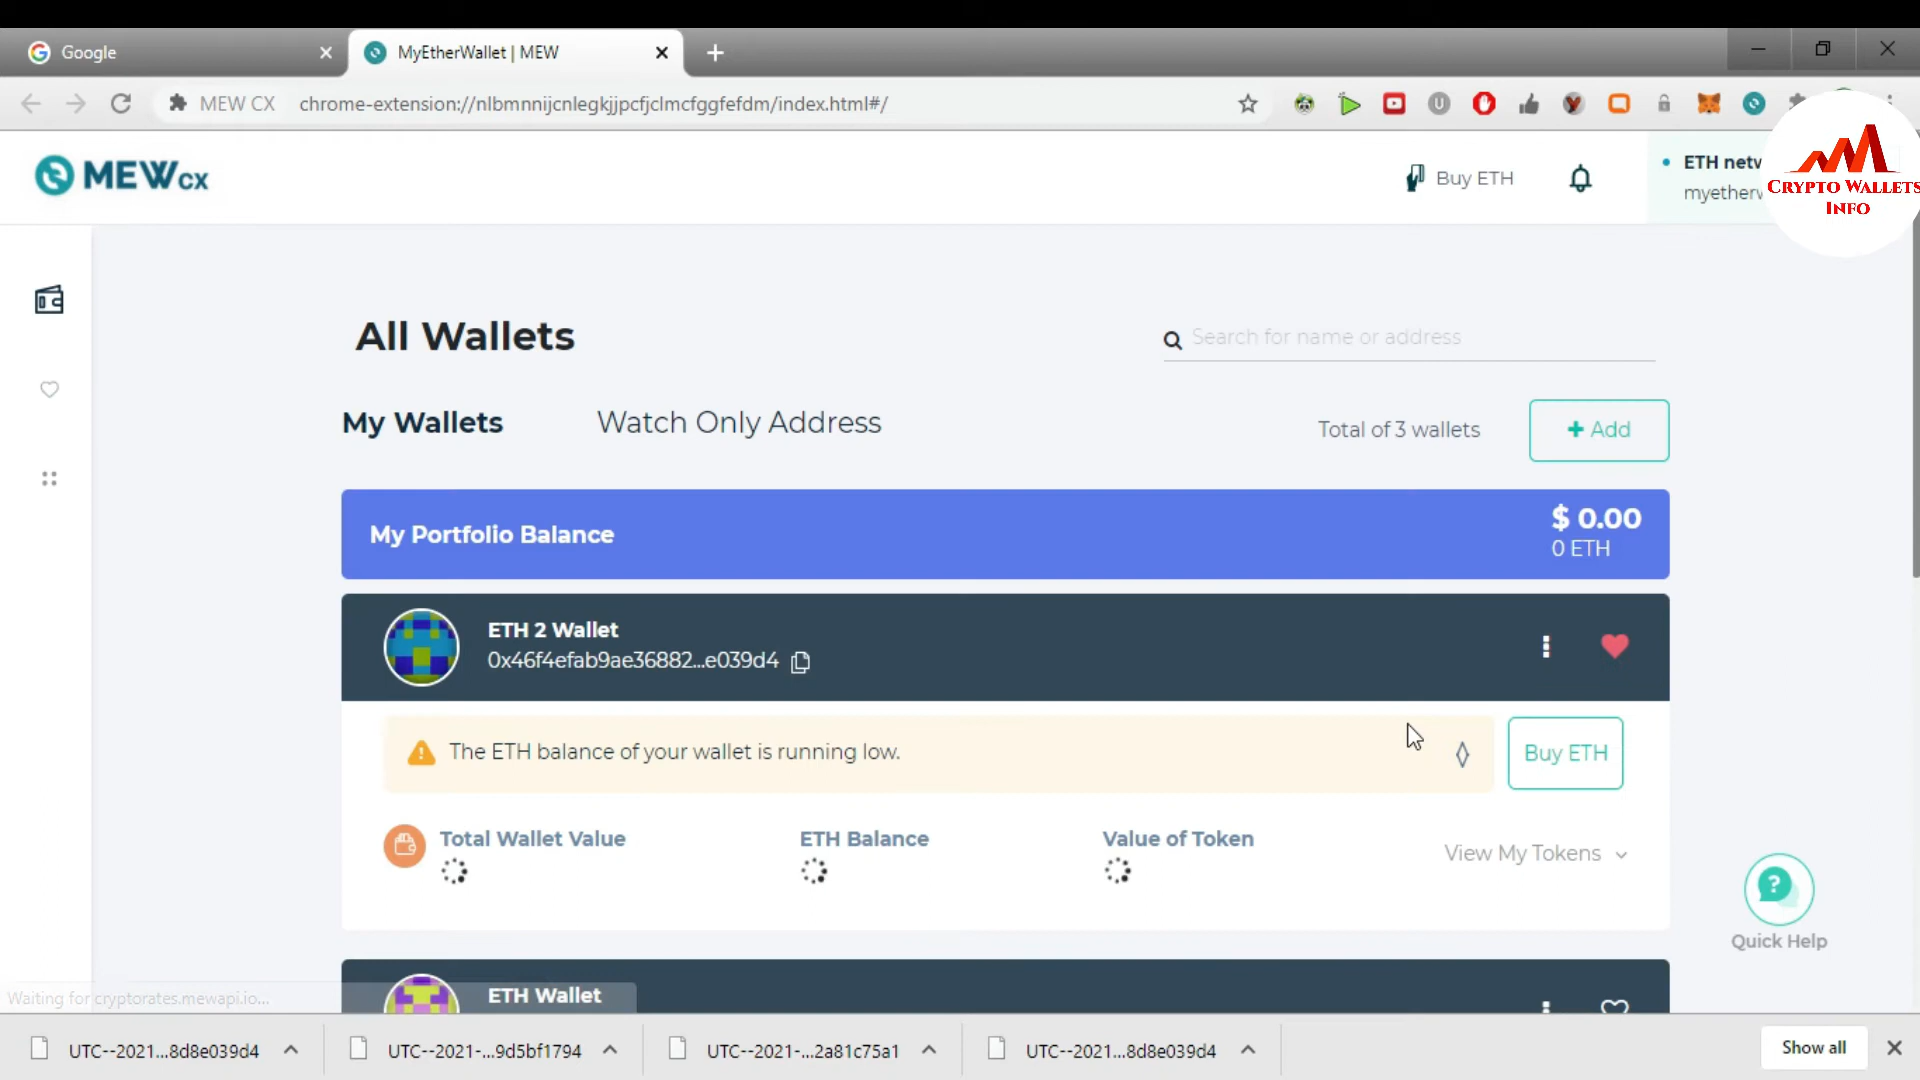 Google
MyEtherWallet | MEW
MEW CX
chrome-extension://nlbmnnijcnlegkjjpcfjclmcfggfefdm/index.html#/
MEWCX
Buy ETH
ETH netw
myetherw
CRYPTO WALLETS
INFO
All Wallets
Search for name or address
My Wallets
Watch Only Address
Total of 3 wallets
+ Add
My Portfolio Balance
$ 0.00
0 ETH
ETH 2 Wallet
0x46f4efab9ae36882...e039d4
The ETH balance of your wallet is running low.
Buy ETH
Total Wallet Value
ETH Balance
Value of Token
View My Tokens
Quick Help
ETH Wallet
Waiting for cryptorates.mewapi.io...
UTC--2021....8d8e039d4
UTC--2021-...9d5bf1794
UTC--2021-...2a81c75a1
UTC--2021....8d8e039d4
Show all